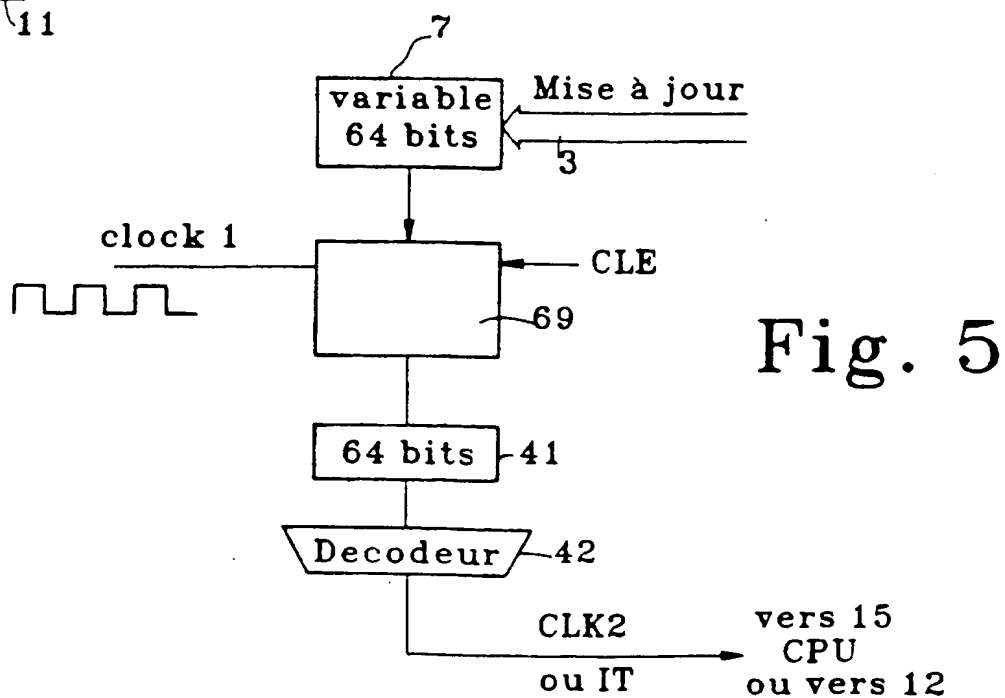 11
7
variable
64 bits
Mise à jour
3
clock 1
CLE
69
Fig. 5
64 bits
41
Decodeur
42
CLK2
ou IT
vers 15
CPU
ou vers 12